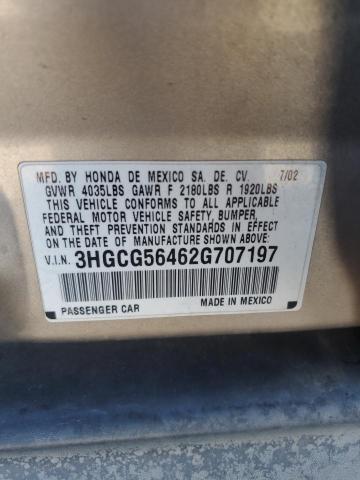 MFD. BY HONDA DE MEXICO SA. DE. CV. 7/02
GVWR 4035LBS GAWR F 2180LBS R 1920LBS
THIS VEHICLE CONFORMS TO ALL APPLICABLE
FEDERAL MOTOR VEHICLE SAFETY, BUMPER,
AND THEFT PREVENTION STANDARDS IN EFFECT
ON THE DATE OF MANUFACTURE SHOWN ABOVE.
V.I.N. 3HGCG56462G707197
PASSENGER CAR MADE IN MEXICO